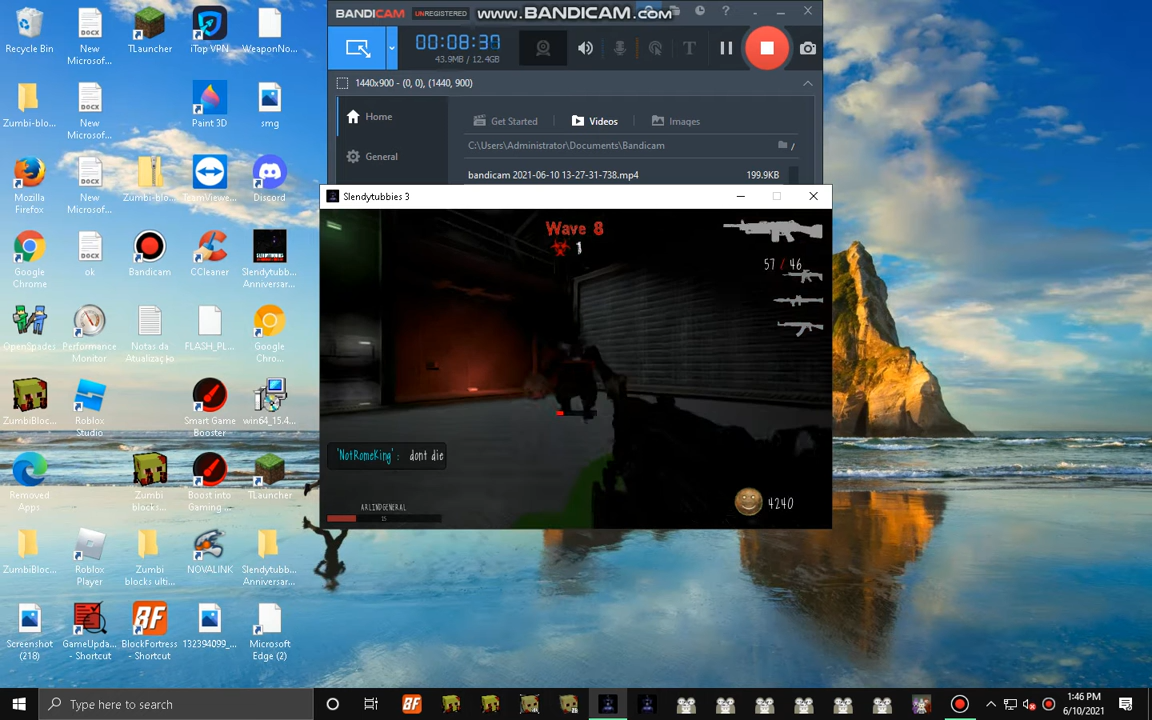 BANDICAM UNREGISTERED www.BANDICAM.com
00:08:30
43.9MB / 12.4GB
1440x900 - (0, 0), (1440, 900)
Home
General
Get Started
Videos
Images
C:\Users\Administrator\Documents\Bandicam
bandicam 2021-06-10 13-27-31-738.mp4 199.9KB
Slendytubbies 3
Wave 8
1
57 / 46
'NotRomeKing' : dont die
ARLINDGENERAL
15
4240
Recycle Bin
New Microsof...
TLauncher
iTop VPN
WeaponNo...
Zumbi-blo...
New Microsof...
Paint 3D
smg
Mozilla Firefox
New Microsof...
Zumbi-blo...
TeamViewe...
Discord
Google Chrome
ok
Bandicam
CCleaner
Slendytubb... Anniversar...
OpenSpades
Performance Monitor
Notas da Atualização
FLASH_PL...
Google Chro...
ZumbiBloc...
Roblox Studio
Smart Game Booster
win64_15.4...
Removed Apps
Zumbi blocks...
Boost into Gaming ...
TLauncher
ZumbiBloc...
Roblox Player
Zumbi blocks ulti...
NOVALINK
Slendytubb... Anniversar...
Screenshot (218)
GameUpda... - Shortcut
BlockFortress - Shortcut
132394099_...
Microsoft Edge (2)
Type here to search
1:46 PM
6/10/2021